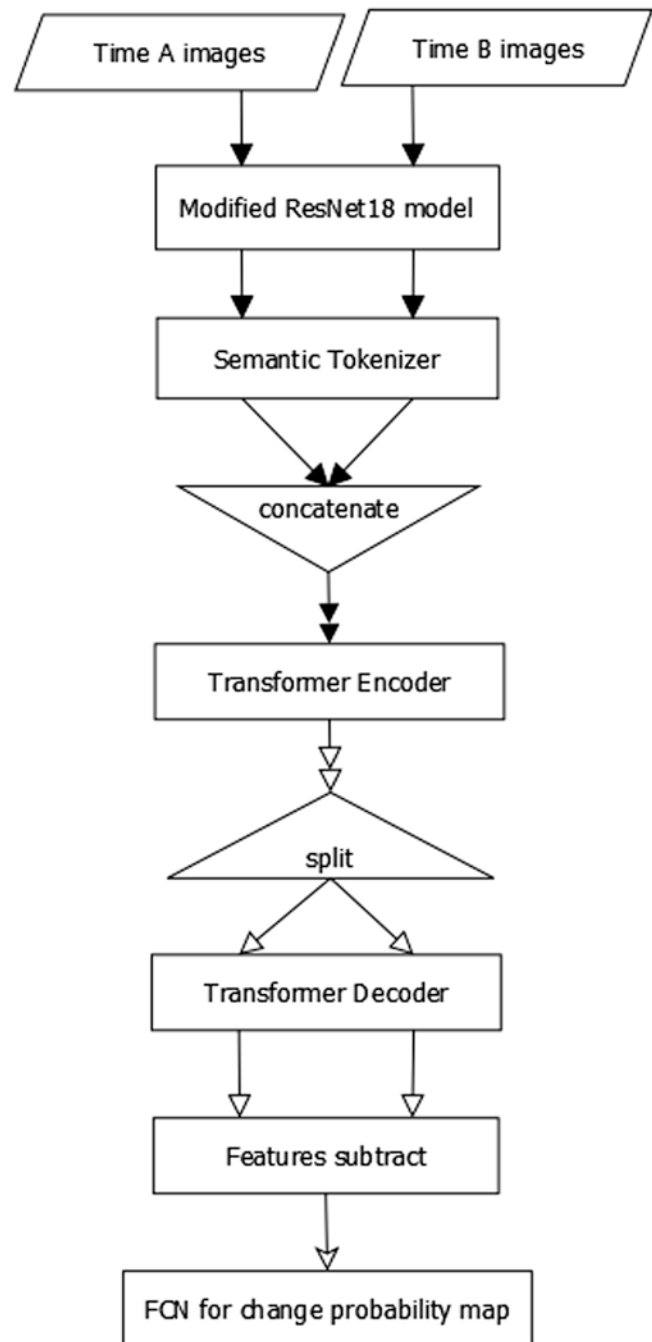 Time A images
Time B images
Modified ResNet18 model
Semantic Tokenizer
concatenate
Transformer Encoder
split
Transformer Decoder
Features subtract
FCN for change probability map